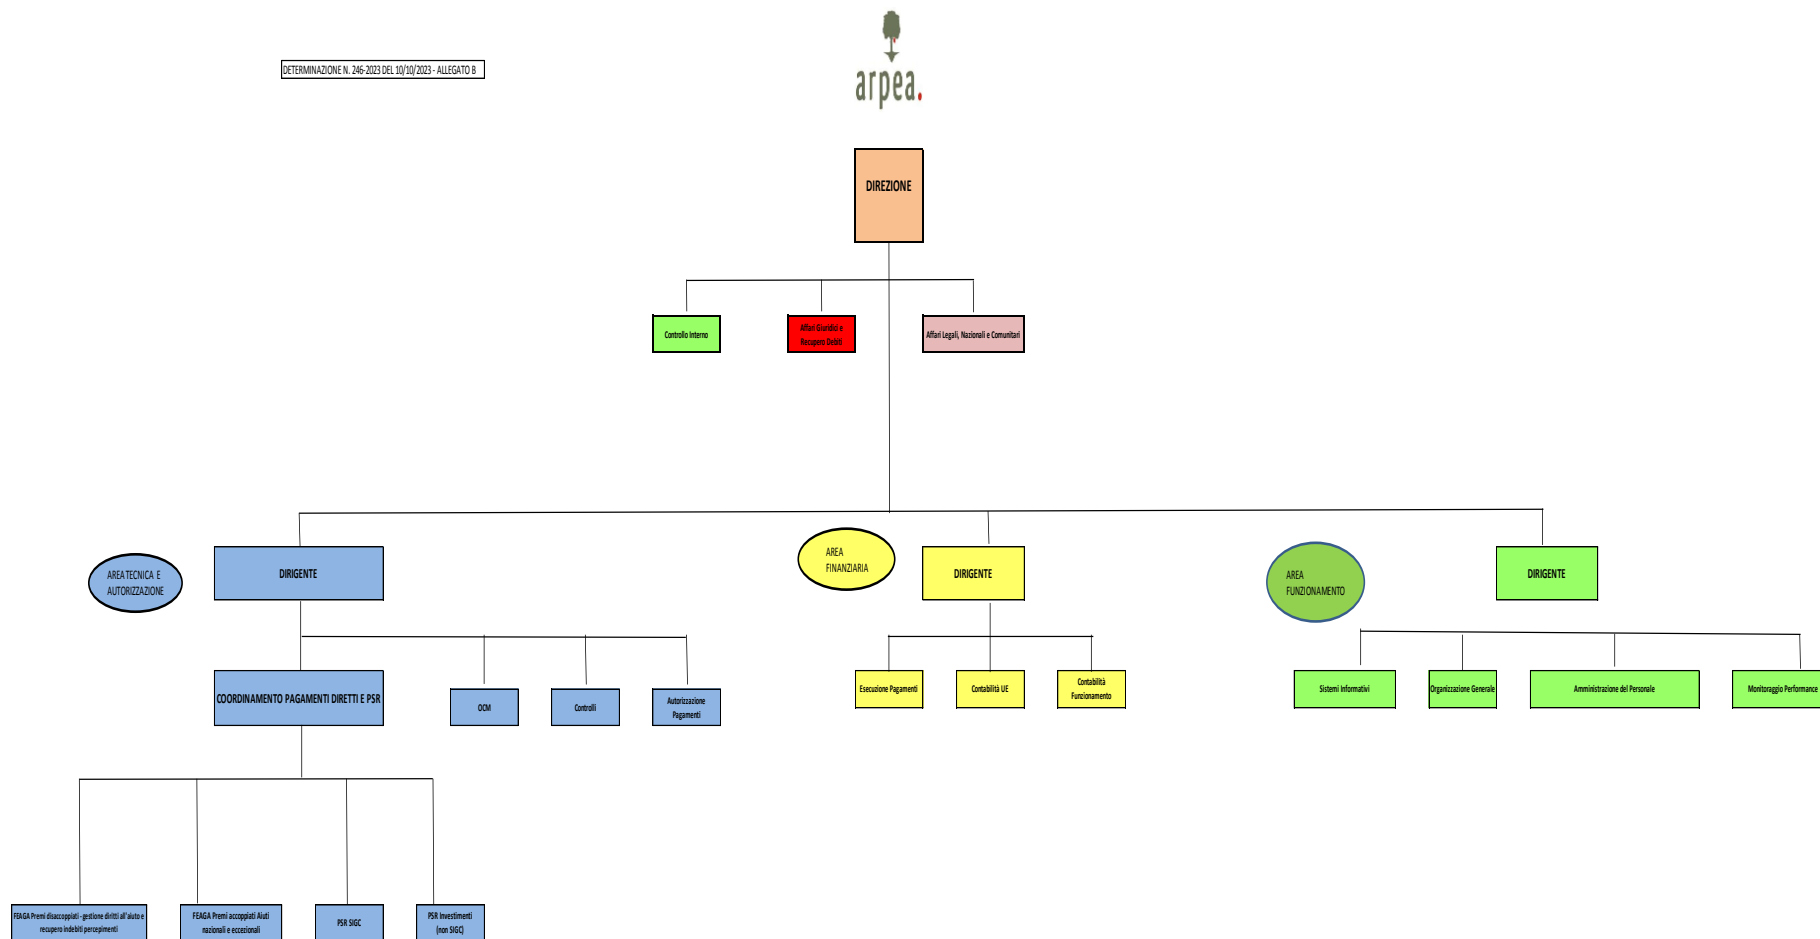 DETERMINAZIONE N. 246-2023 DEL 10/10/2023 - ALLEGATO B
arpea.
DIREZIONE
Controllo Interno
Affari Giuridici e
Recupero Debiti
Affari Legali, Nazionali e Comunitari
AREA TECNICA E
AUTORIZZAZIONE
DIRIGENTE
AREA
FINANZIARIA
DIRIGENTE
AREA
FUNZIONAMENTO
DIRIGENTE
COORDINAMENTO PAGAMENTI DIRETTI E PSR
OCM
Controlli
Autorizzazione
Pagamenti
Esecuzione Pagamenti
Contabilità UE
Contabilità
Funzionamento
Sistemi Informativi
Organizzazione Generale
Amministrazione del Personale
Monitoraggio Performance
FEAGA Premi disaccoppiati - gestione diritti all'aiuto e
recupero indebiti percepimenti
FEAGA Premi accoppiati Aiuti
nazionali e eccezionali
PSR SIGC
PSR Investimenti
(non SIGC)